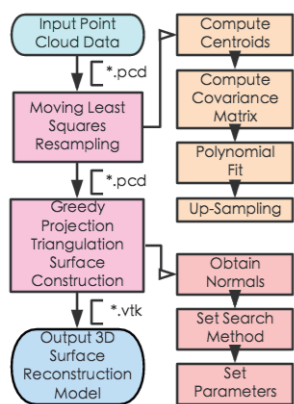 Input Point
Cloud Data
*.pcd
Moving Least
Squares
Resampling
*.pcd
Greedy
Projection
Triangulation
Surface
Construction
*.vtk
Output 3D
Surface
Reconstruction
Model
Compute
Centroids
Compute
Covariance
Matrix
Polynomial
Fit
Up-Sampling
Obtain
Normals
Set Search
Method
Set
Parameters